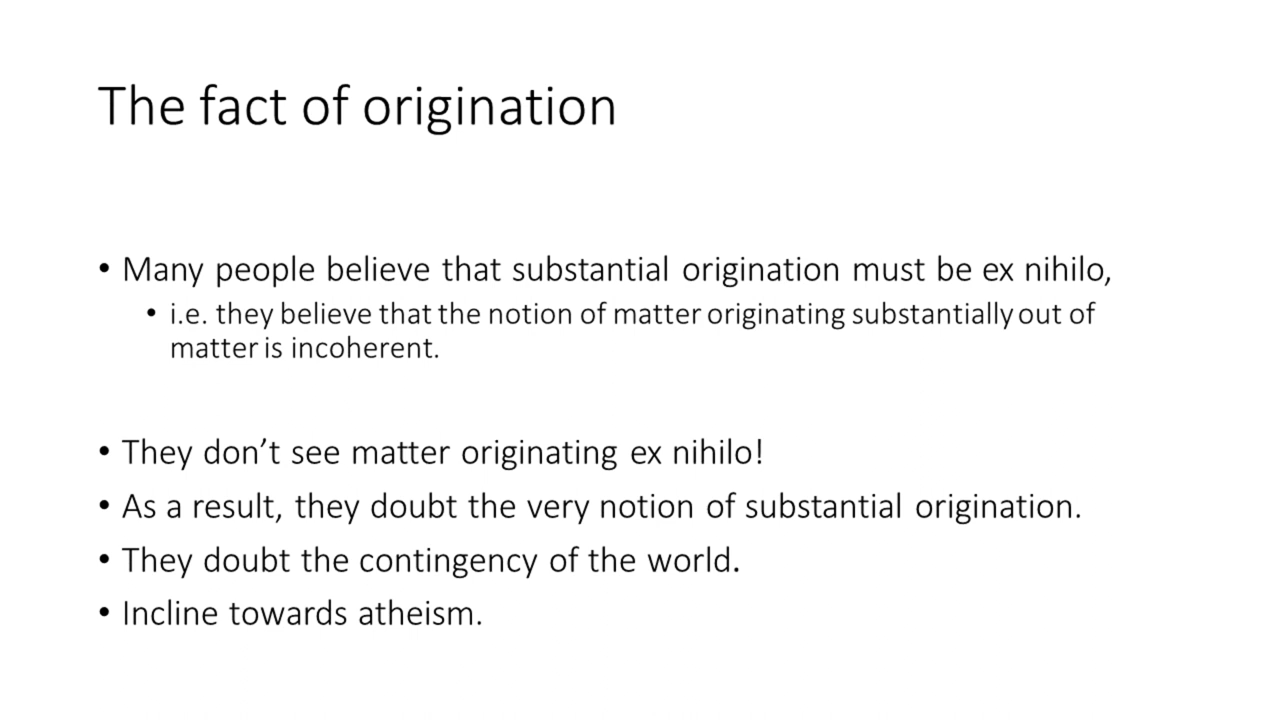 The fact of origination
• Many people believe that substantial origination must be ex nihilo,
• i.e. they believe that the notion of matter originating substantially out of
matter is incoherent.
• They don’t see matter originating ex nihilo!
• As a result, they doubt the very notion of substantial origination.
• They doubt the contingency of the world.
• Incline towards atheism.